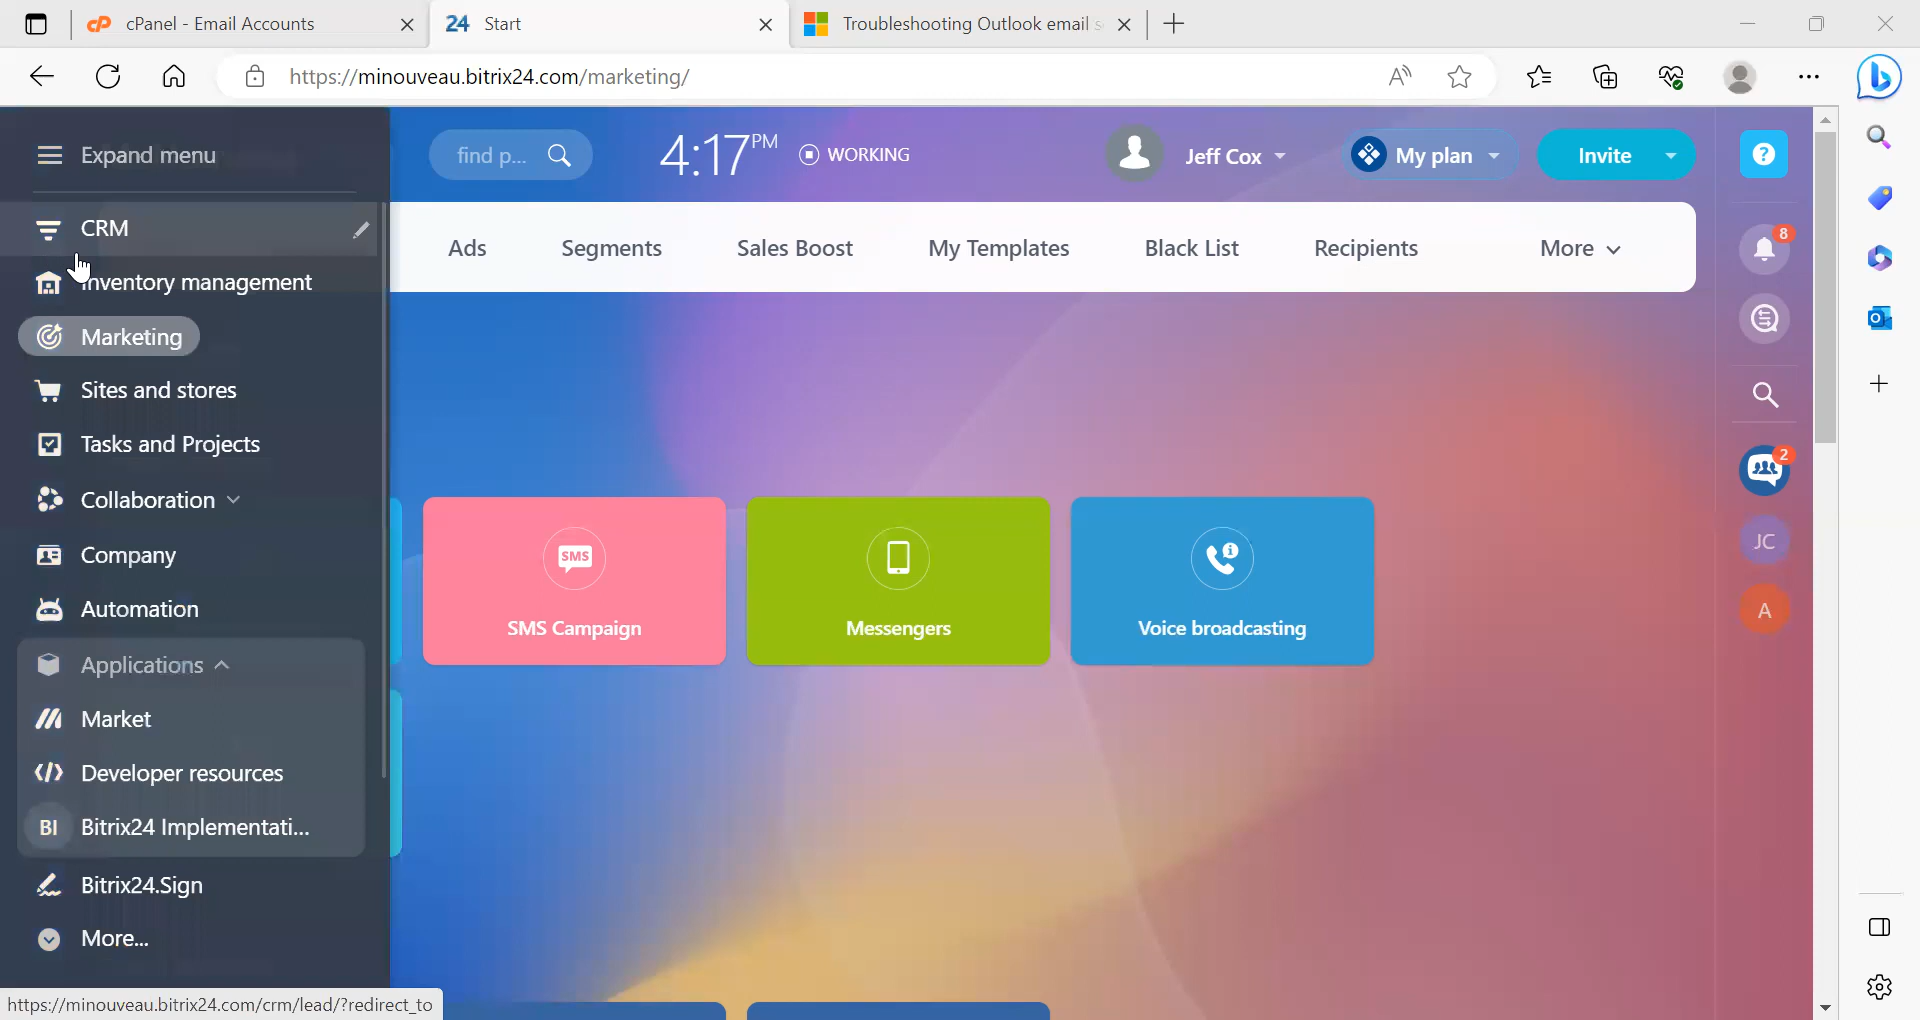 cPanel - Email Accounts
24 Start
Troubleshooting Outlook email s
https://minouveau.bitrix24.com/marketing/
Expand menu
find p...
4:17 PM
WORKING
Jeff Cox
My plan
Invite
?
8
CRM
Ads
Segments
Sales Boost
My Templates
Black List
Recipients
More
Inventory management
Marketing
Sites and stores
Tasks and Projects
Collaboration
2
Company
JC
Automation
A
SMS
SMS Campaign
Messengers
Voice broadcasting
Applications
Market
Developer resources
BI Bitrix24 Implementati...
Bitrix24.Sign
More...
https://minouveau.bitrix24.com/crm/lead/?redirect_to